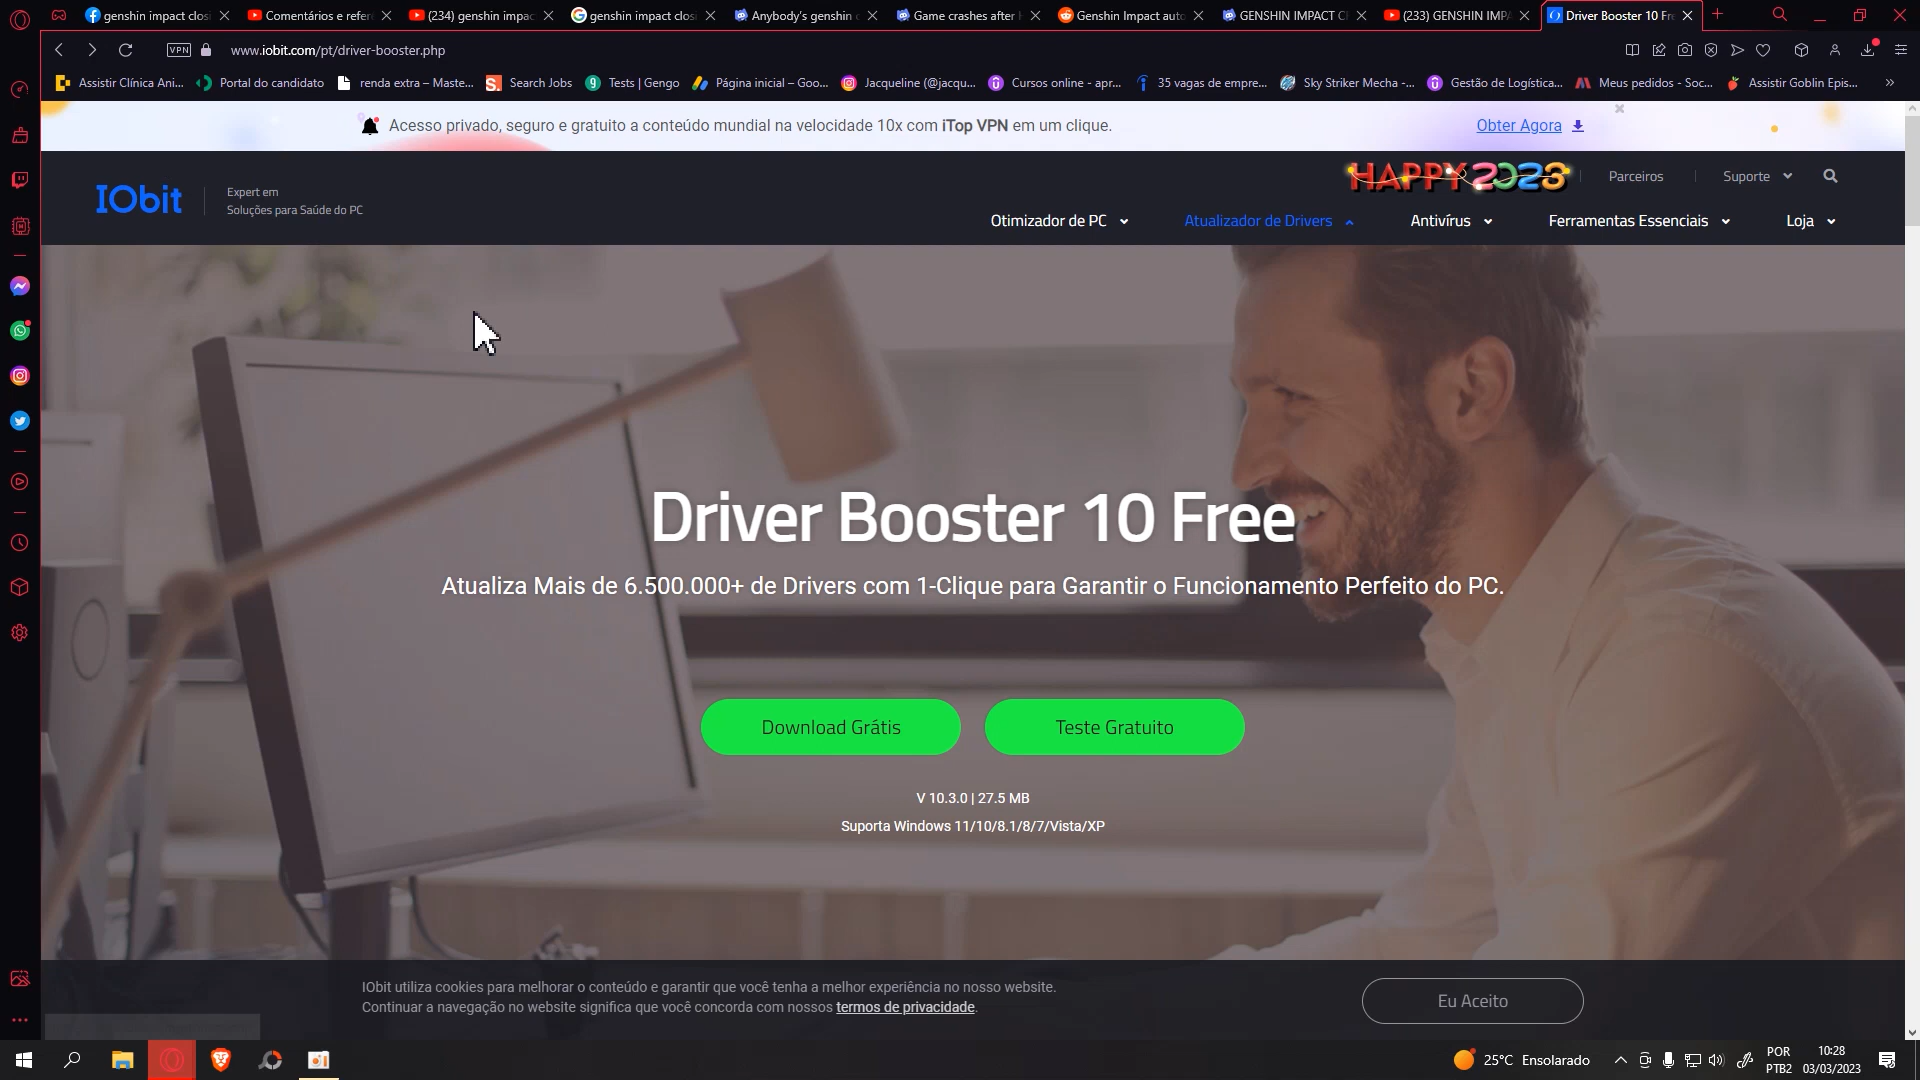 genshin impact closi
Comentários e refere
(234) genshin impac
genshin impact closi
Anybody's genshin c
Game crashes after
Genshin Impact auto
GENSHIN IMPACT C
(233) GENSHIN IMPA
Driver Booster 10 Fr
VPN
www.iobit.com/pt/driver-booster.php
Assistir Clínica Ani...
Portal do candidato
renda extra – Maste...
Search Jobs
Tests | Gengo
Página inicial – Goo...
Jacqueline (@jacqu...
Cursos online - apr...
35 vagas de empre...
Sky Striker Mecha -...
Gestão de Logística...
Meus pedidos - Soc...
Assistir Goblin Epis...
Acesso privado, seguro e gratuito a conteúdo mundial na velocidade 10x com iTop VPN em um clique.
Obter Agora
IObit
Expert em
Soluções para Saúde do PC
HAPPY 2023
Parceiros
Suporte
Otimizador de PC
Atualizador de Drivers
Antivírus
Ferramentas Essenciais
Loja
Driver Booster 10 Free
Atualiza Mais de 6.500.000+ de Drivers com 1-Clique para Garantir o Funcionamento Perfeito do PC.
Download Grátis
Teste Gratuito
V 10.3.0 | 27.5 MB
Suporta Windows 11/10/8.1/8/7/Vista/XP
IObit utiliza cookies para melhorar o conteúdo e garantir que você tenha a melhor experiência no nosso website.
Continuar a navegação no website significa que você concorda com nossos termos de privacidade.
Eu Aceito
25°C Ensolarado
POR
PTB2
10:28
03/03/2023